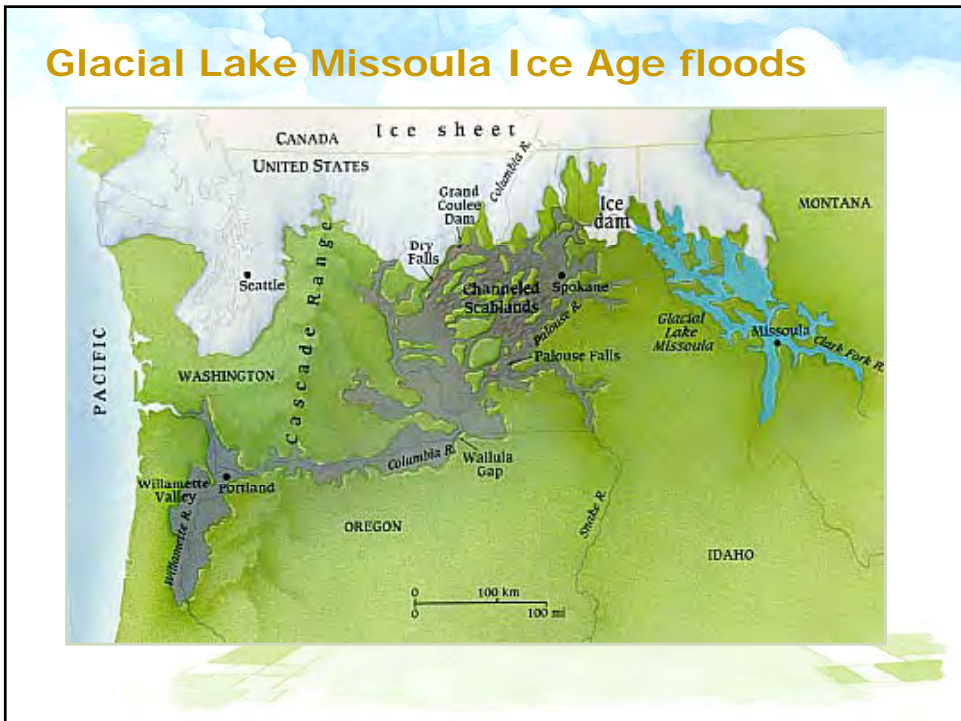 Glacial Lake Missoula Ice Age floods
CANADA
Ice sheet
UNITED STATES
Columbia R.
Grand
Coulee
Dam
Ice
dam
MONTANA
Dry
Falls
Seattle
Cascade Range
Channeled
Scablands
Spokane
Glacial
Lake
Missoula
Missoula
Clark Fork R.
Palouse R.
Palouse Falls
PACIFIC
WASHINGTON
Columbia R.
Wallula
Gap
Willamette
Valley
Portland
Willamette R.
OREGON
Snake R.
IDAHO
0 100 km
0 100 mi